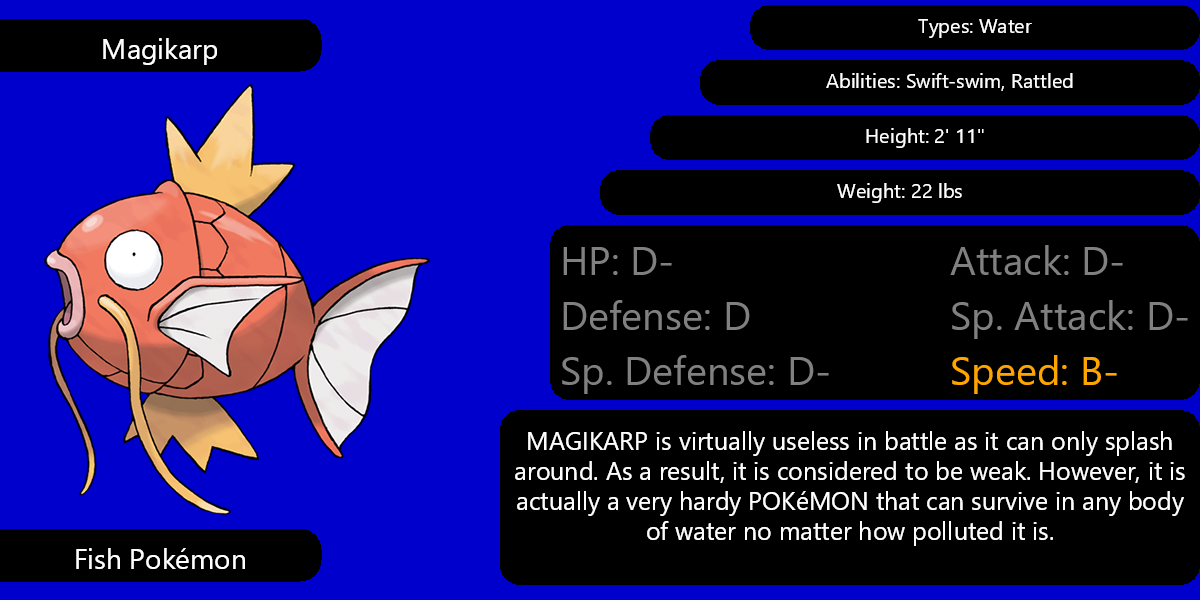 Magikarp
Types: Water
Abilities: Swift-swim, Rattled
Height: 2' 11"
Weight: 22 lbs
HP: D-
Attack: D-
Defense: D
Sp. Attack: D-
Sp. Defense: D-
Speed: B-
MAGIKARP is virtually useless in battle as it can only splash
around. As a result, it is considered to be weak. However, it is
actually a very hardy POKéMON that can survive in any body
of water no matter how polluted it is.
Fish Pokémon